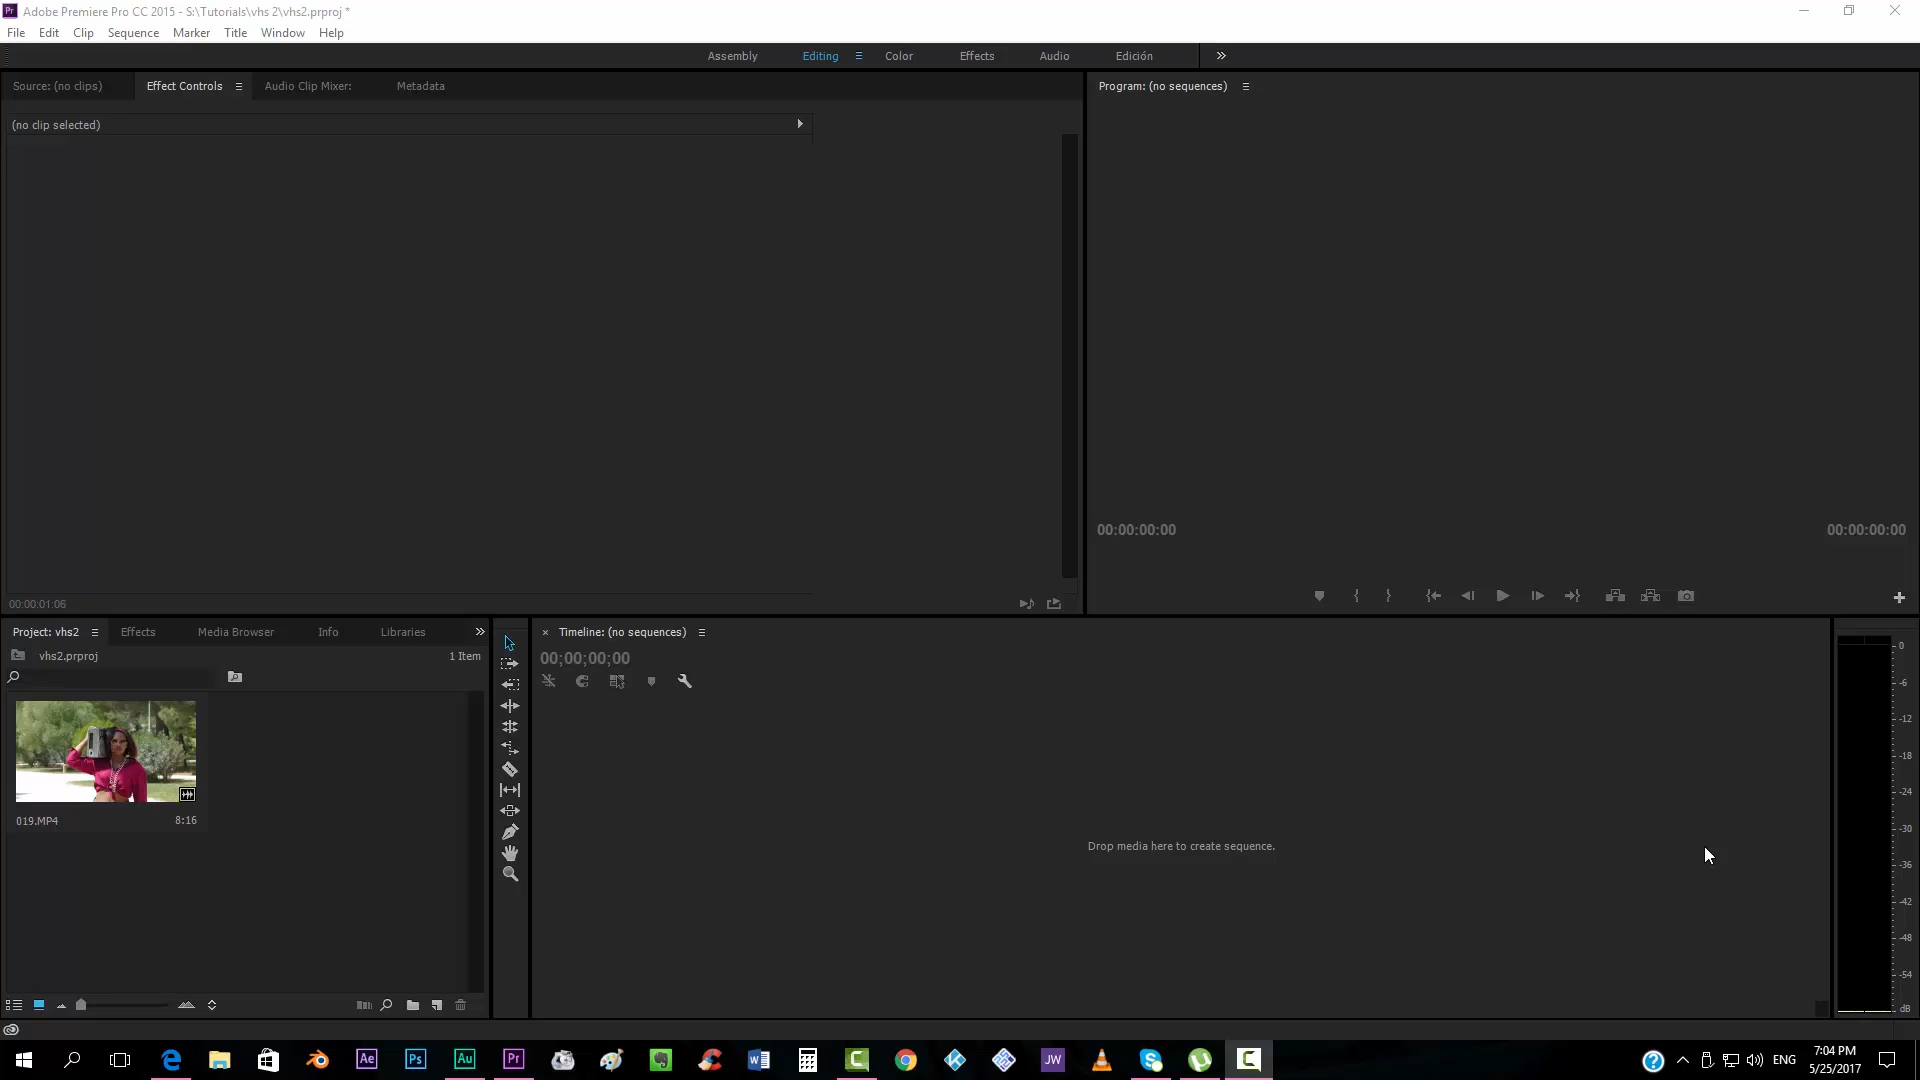 Adobe Premiere Pro CC 2015 - S:\Tutorials\vhs 2\vhs2.prproj *
File Edit Clip Sequence Marker Title Window Help
Assembly Editing Color Effects Audio Edición
Source: (no clips) Effect Controls Audio Clip Mixer: Metadata
Program: (no sequences)
(no clip selected)
00:00:00:00 00:00:00:00
00:00:01:06
Project: vhs2 Effects Media Browser Info Libraries
Timeline: (no sequences)
vhs2.prproj 1 Item
00;00;00;00
019.MP4 8:16
Drop media here to create sequence.
0
-6
-12
-18
-24
-30
-36
-42
-48
-54
dB
Ae Ps Au Pr JW
ENG
7:04 PM
5/25/2017